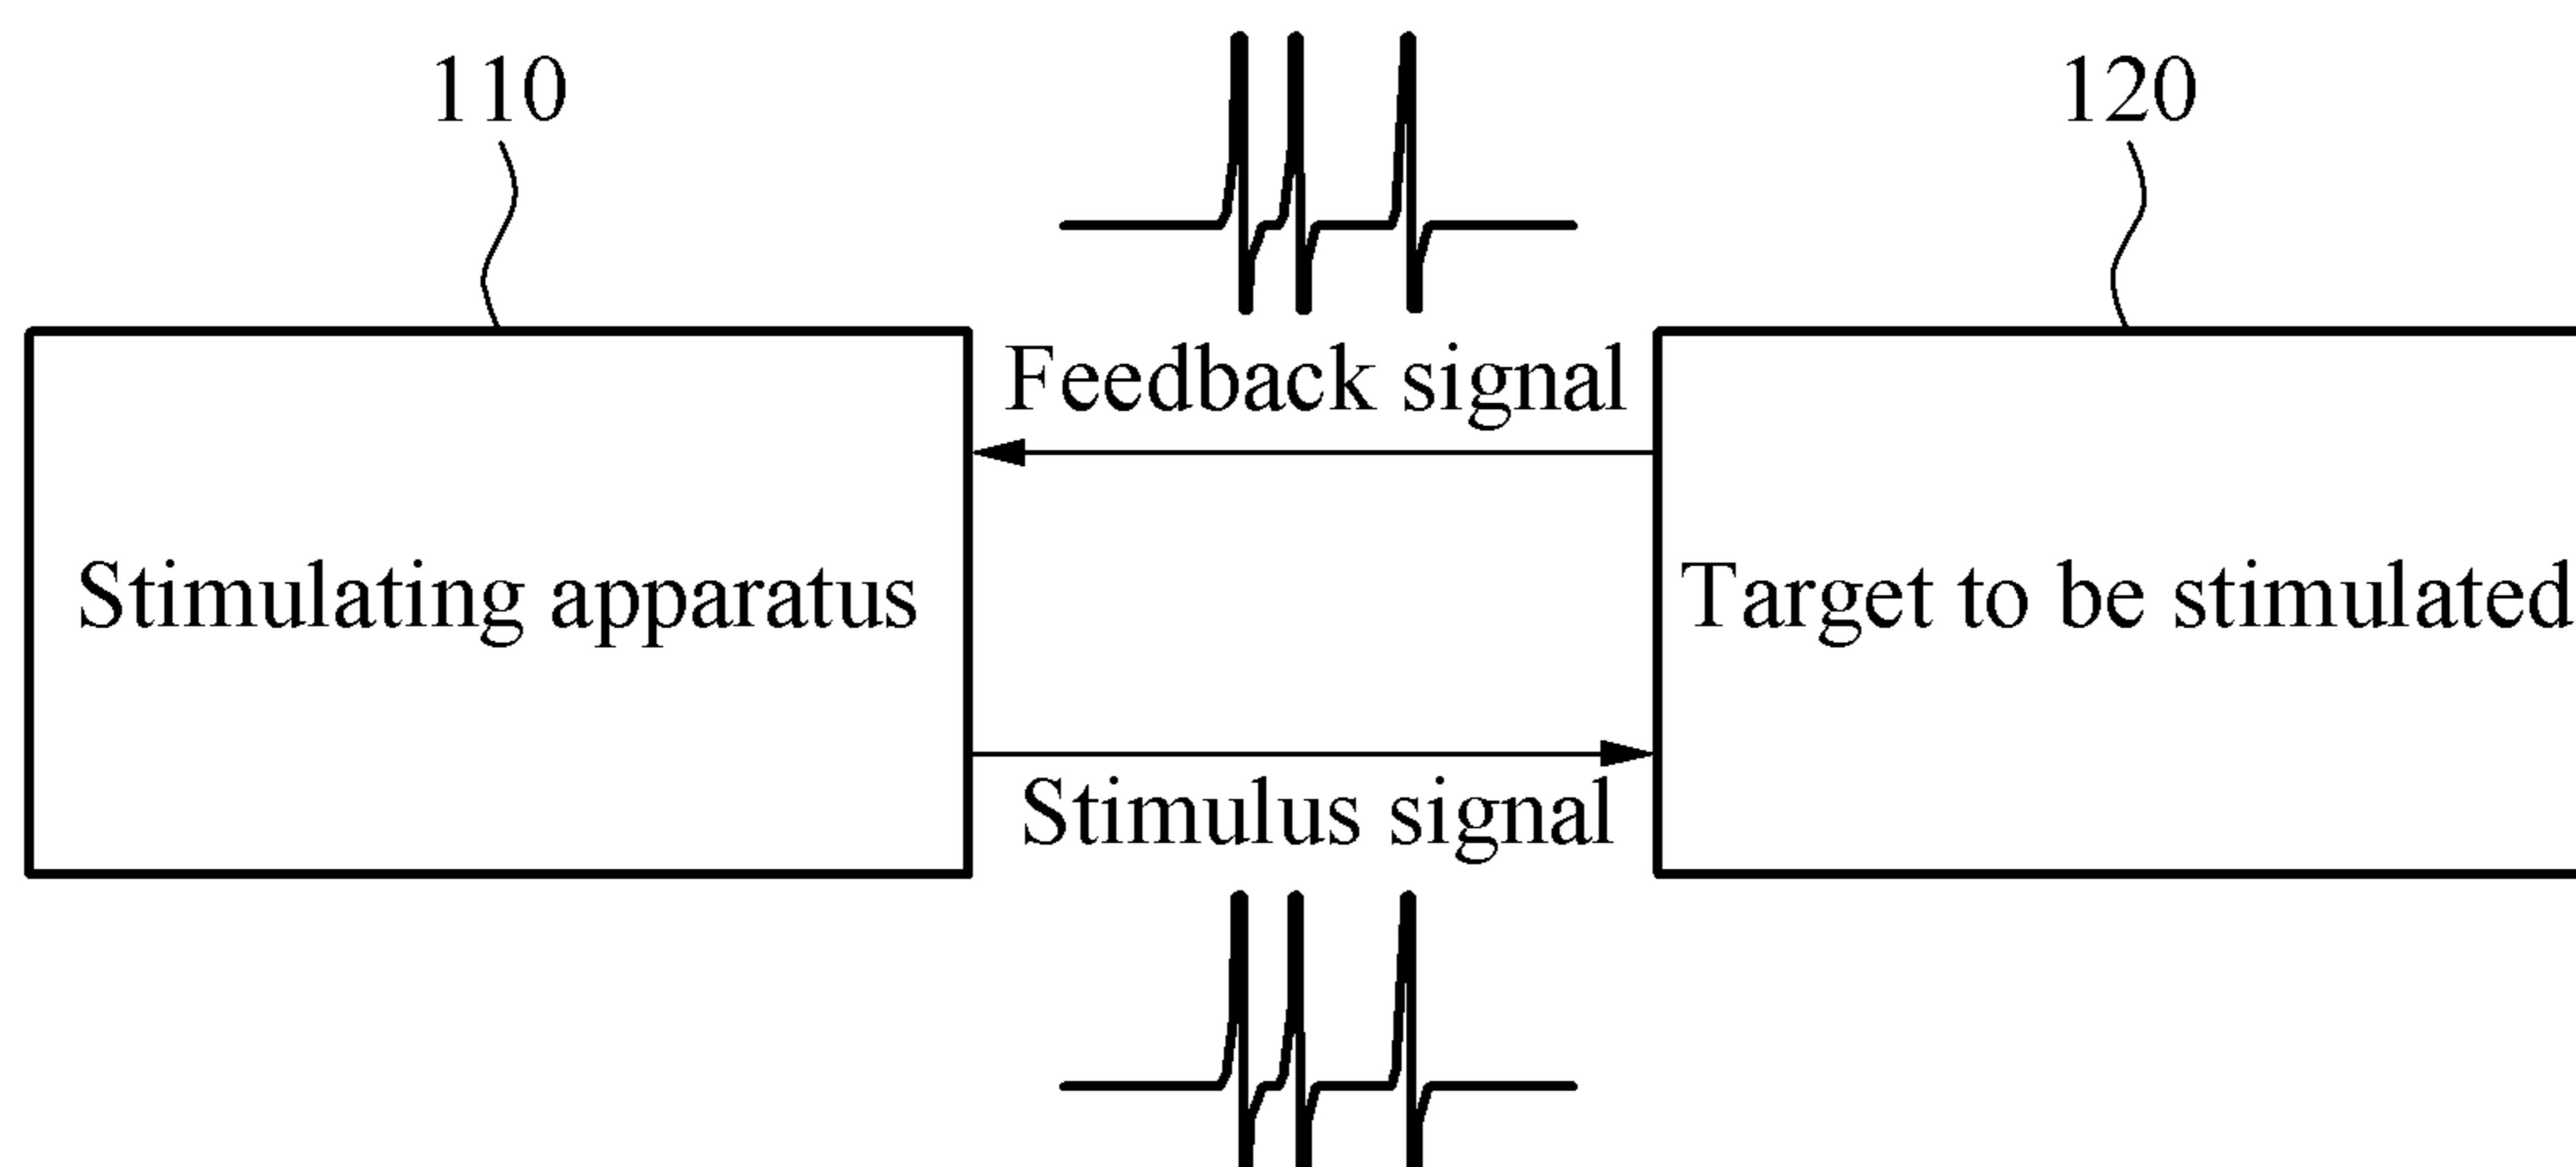 110
120
Feedback signal
Stimulating apparatus
Target to be stimulated
Stimulus signal